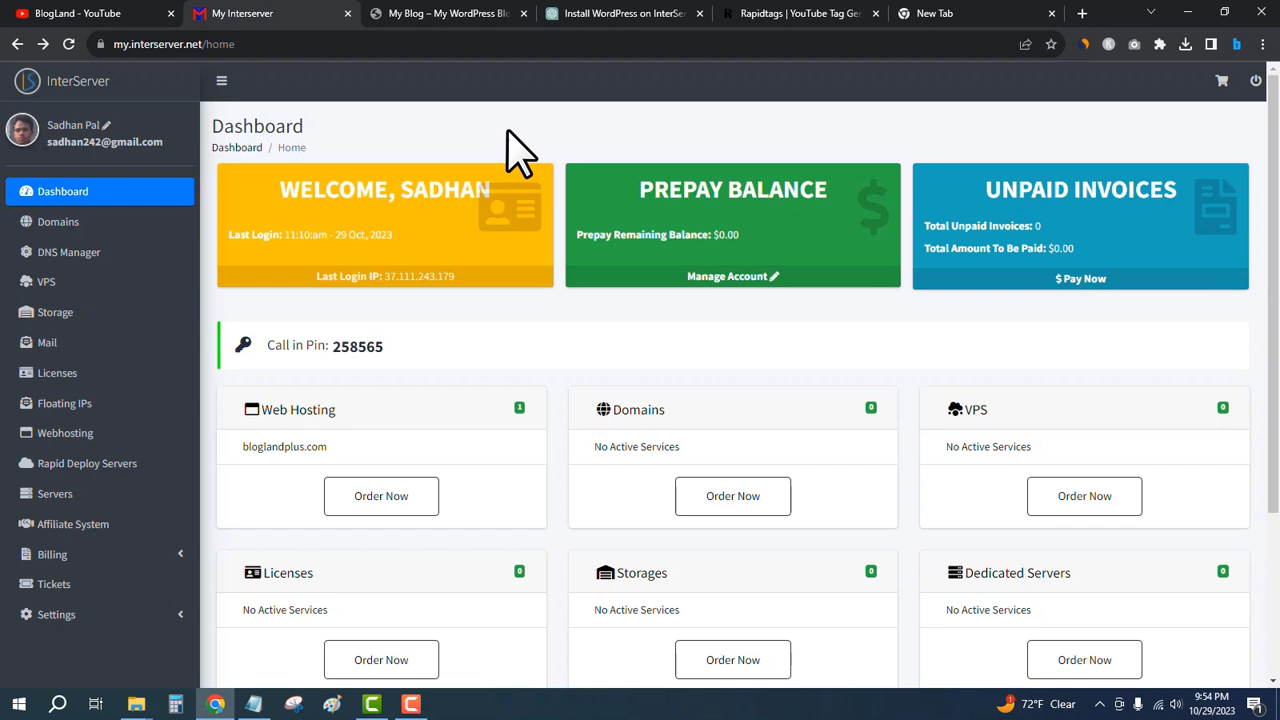 BlogLand - YouTube
My Interserver
My Blog – My WordPress Blo
Install WordPress on InterSer
Rapidtags | YouTube Tag Gen
New Tab
my.interserver.net/home
InterServer
Sadhan Pal
sadhan242@gmail.com
Dashboard
Domains
DNS Manager
VPS
Storage
Mail
Licenses
Floating IPs
Webhosting
Rapid Deploy Servers
Servers
Affiliate System
Billing
Tickets
Settings
Dashboard
Dashboard / Home
WELCOME, SADHAN
Last Login: 11:10:am - 29 Oct, 2023
Last Login IP: 37.111.243.179
PREPAY BALANCE
Prepay Remaining Balance: $0.00
Manage Account
UNPAID INVOICES
Total Unpaid Invoices: 0
Total Amount To Be Paid: $0.00
$ Pay Now
Call in Pin: 258565
Web Hosting 1
bloglandplus.com
Order Now
Domains 0
No Active Services
Order Now
VPS 0
No Active Services
Order Now
Licenses 0
No Active Services
Order Now
Storages 0
No Active Services
Order Now
Dedicated Servers 0
No Active Services
Order Now
72°F Clear
9:54 PM
10/29/2023